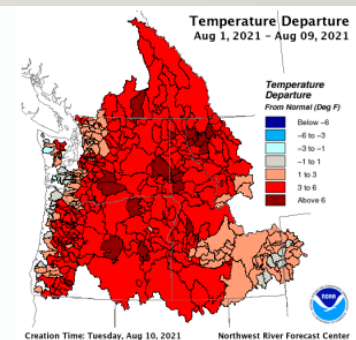 Temperature Departure
Aug 1, 2021 - Aug 09, 2021
Temperature
Departure
From Normal (Deg F)
Below -6
-6 to -3
-3 to -1
-1 to 1
1 to 3
3 to 6
Above 6
noaa
Creation Time: Tuesday, Aug 10, 2021
Northwest River Forecast Center